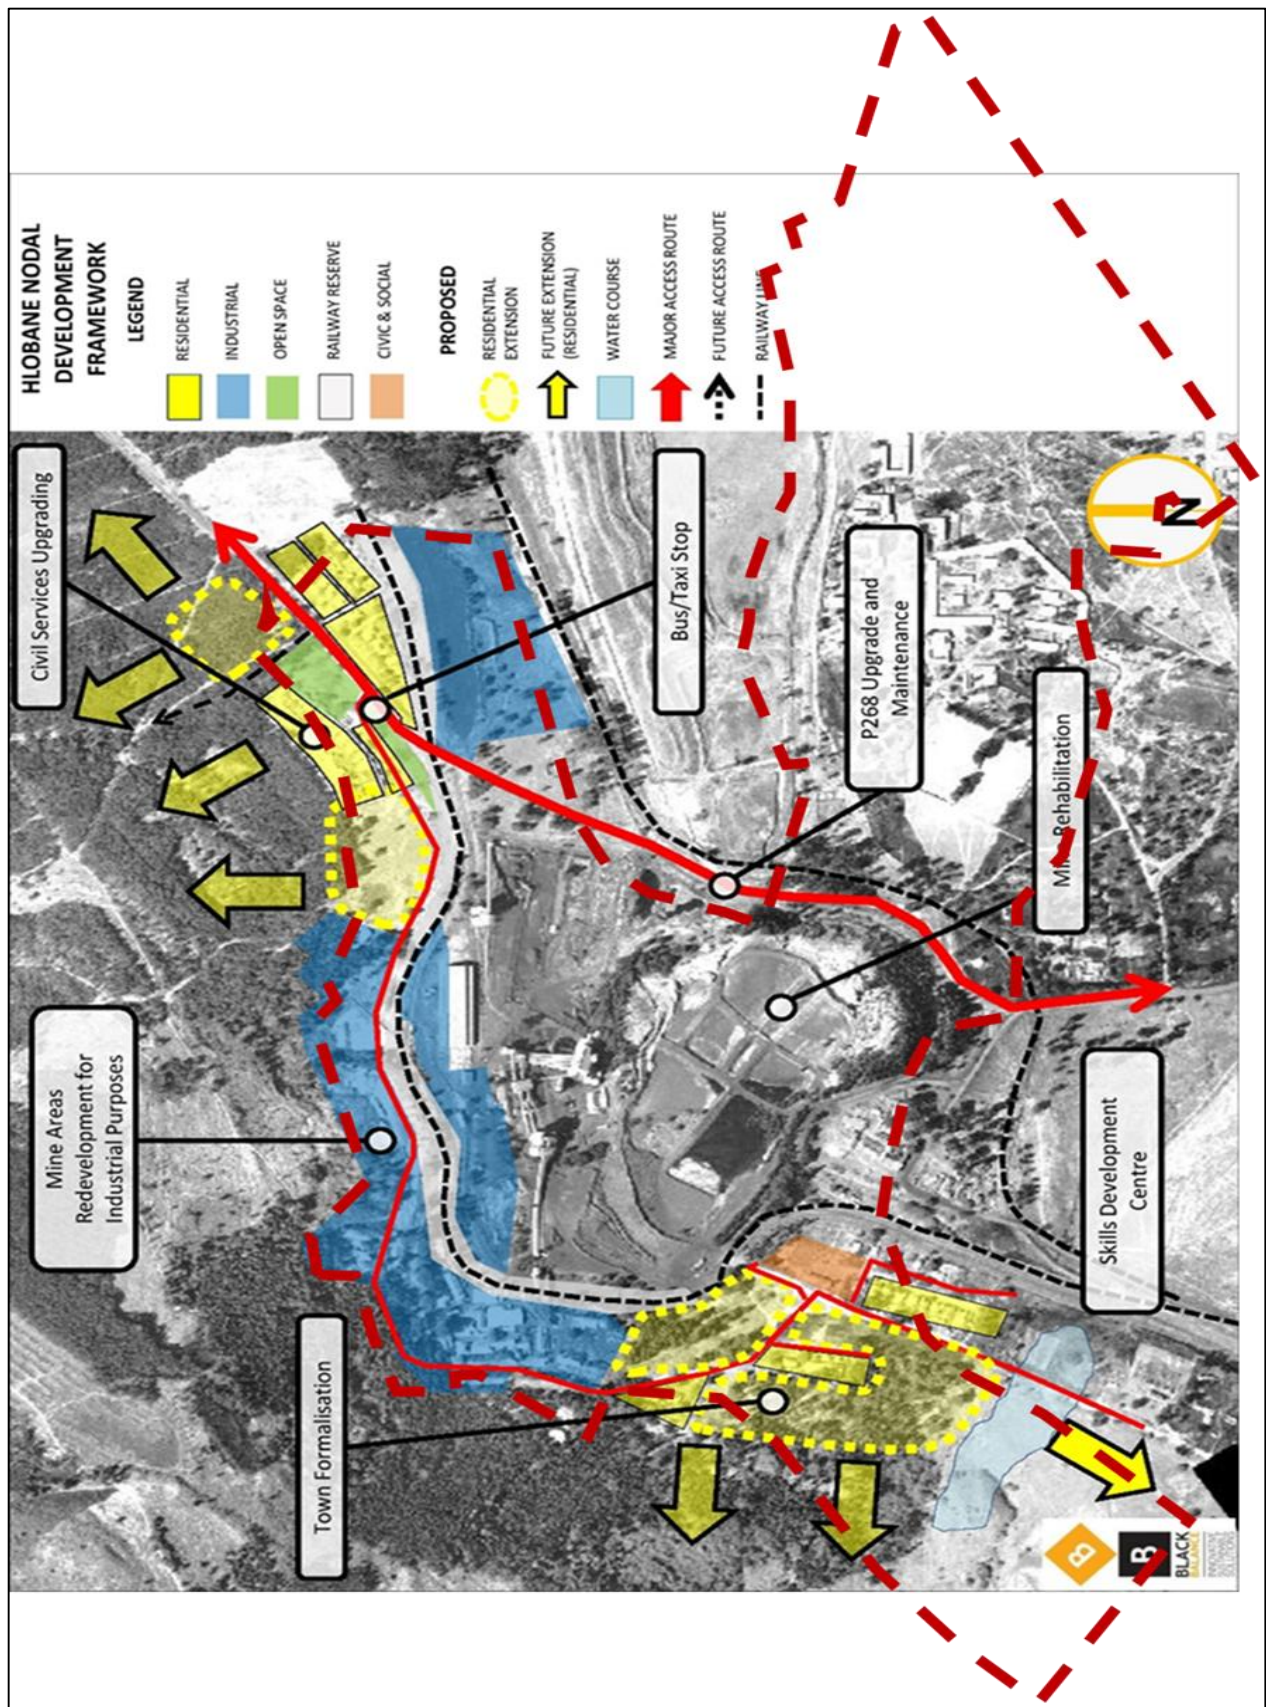 HLOBANE NODAL
DEVELOPMENT
FRAMEWORK
LEGEND
RESIDENTIAL
INDUSTRIAL
OPEN SPACE
RAILWAY RESERVE
CIVIC & SOCIAL
PROPOSED
RESIDENTIAL
EXTENSION
FUTURE EXTENSION
(RESIDENTIAL)
WATER COURSE
MAJOR ACCESS ROUTE
FUTURE ACCESS ROUTE
RAILWAY LINE
Civil Services Upgrading
Bus/Taxi Stop
P268 Upgrade and
Maintenance
Mine Rehabilitation
N
Mine Areas
Redevelopment for
Industrial Purposes
Skills Development
Centre
Town Formalisation
B
B
BLACK
BALANCE